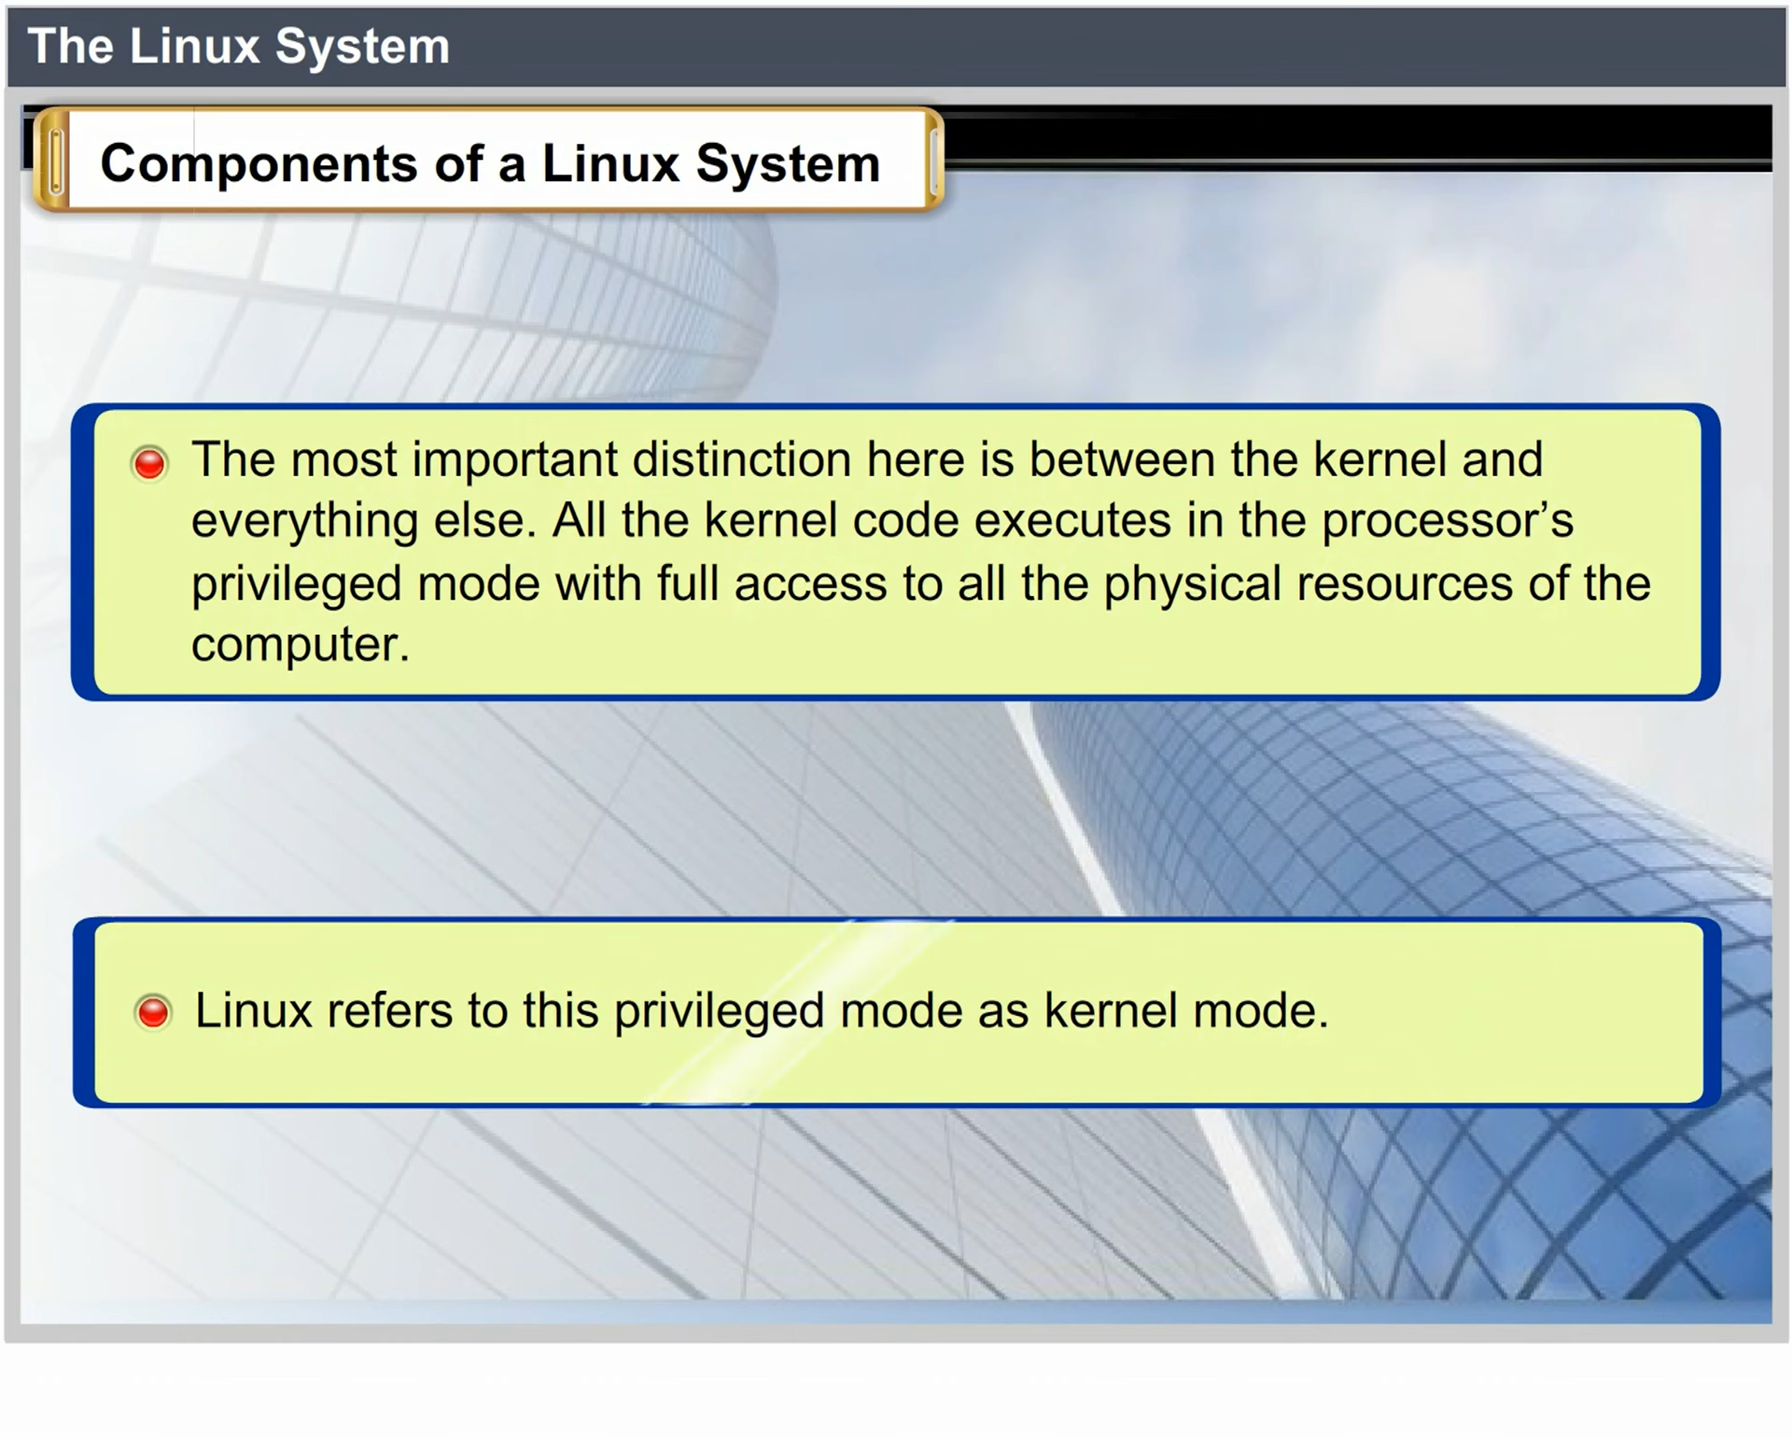 The Linux System
Components of a Linux System
The most important distinction here is between the kernel and
everything else. All the kernel code executes in the processor’s
privileged mode with full access to all the physical resources of the
computer.
Linux refers to this privileged mode as kernel mode.